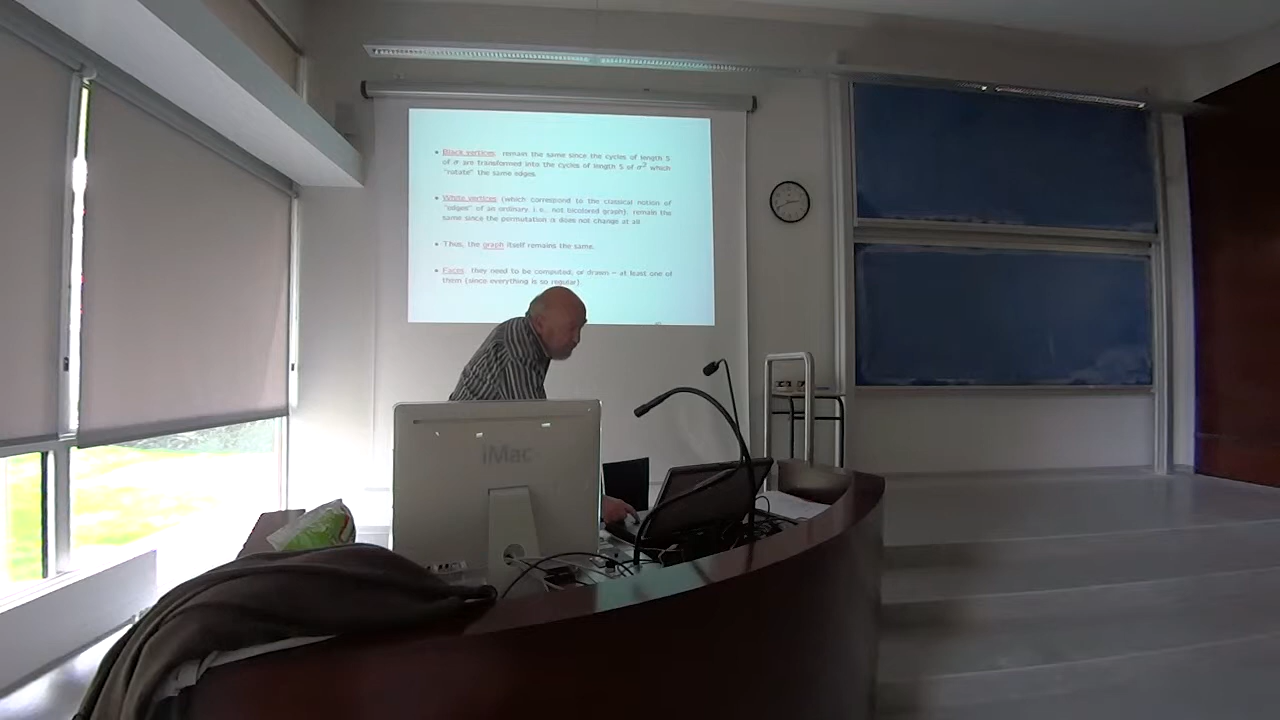 • Black vertices: remain the same since the cycles of length 5
of σ are transformed into the cycles of length 5 of σ² which
"rotate" the same edges.
• White vertices (which correspond to the classical notion of
"edges" of an ordinary, i.e., not bicolored graph): remain the
same since the permutation α does not change at all.
• Thus, the graph itself remains the same.
• Faces: they need to be computed, or drawn – at least one of
them (since everything is so regular).
iMac